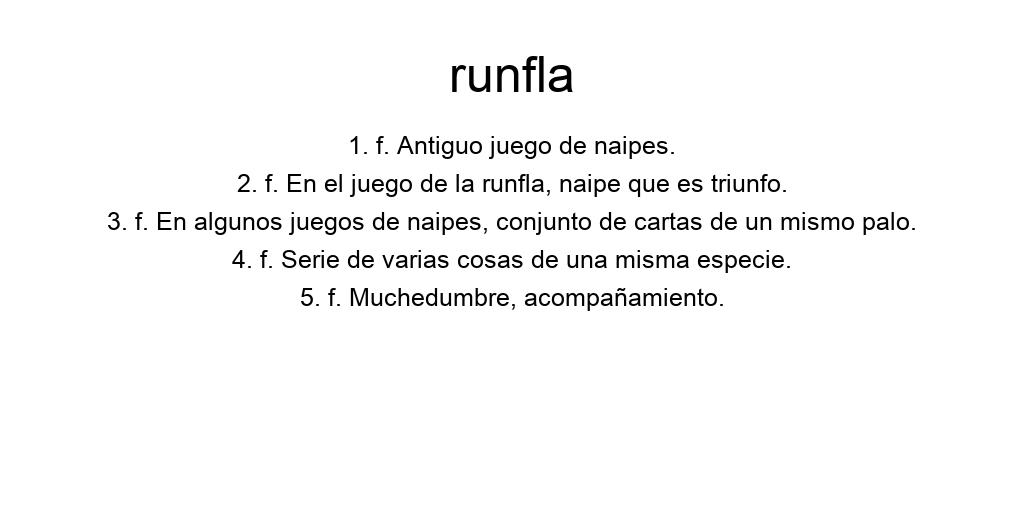 runfla
1. f. Antiguo juego de naipes.
2. f. En el juego de la runfla, naipe que es triunfo.
3. f. En algunos juegos de naipes, conjunto de cartas de un mismo palo.
4. f. Serie de varias cosas de una misma especie.
5. f. Muchedumbre, acompañamiento.